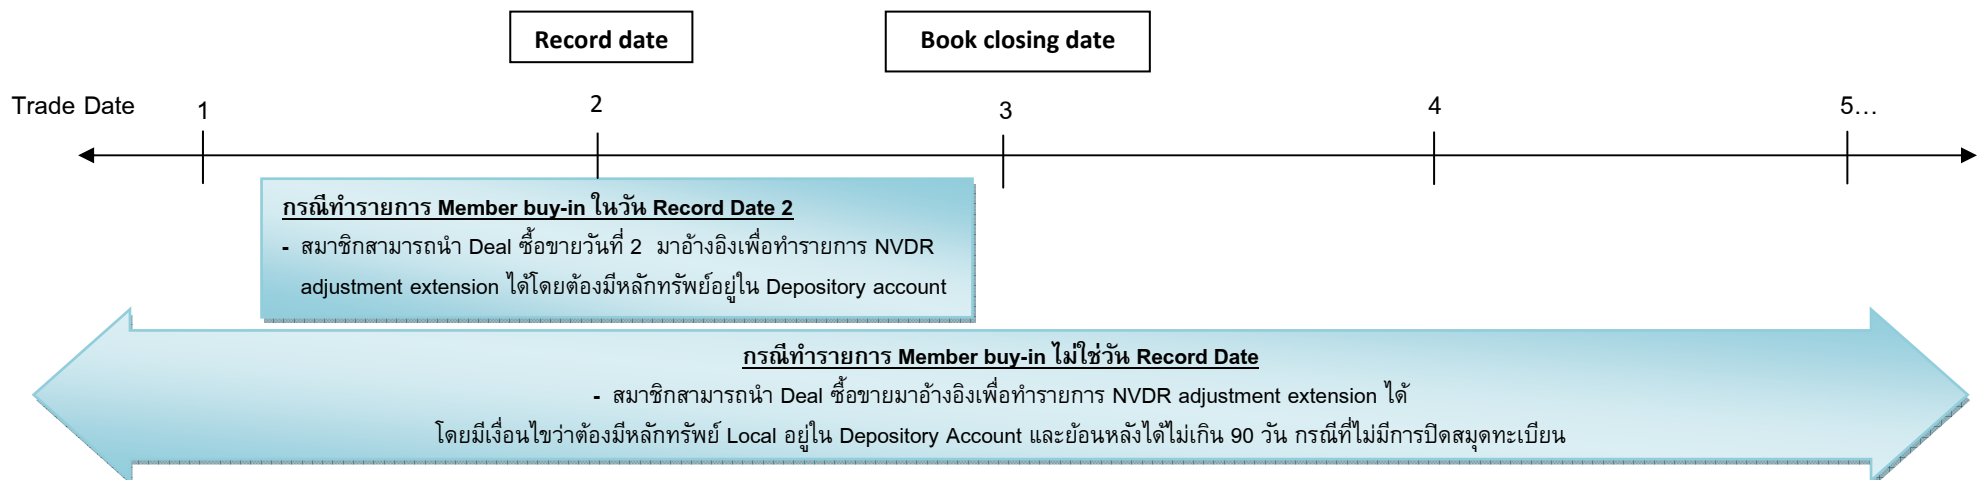 Record date
Book closing date
Trade Date
1
2
3
4
5...
กรณีทำรายการ Member buy-in ในวัน Record Date 2
- สมาชิกสามารถนำ Deal ซื้อขายวันที่ 2 มาอ้างอิงเพื่อทำรายการ NVDR
adjustment extension ได้โดยต้องมีหลักทรัพย์อยู่ใน Depository account
กรณีทำรายการ Member buy-in ไม่ใช่วัน Record Date
- สมาชิกสามารถนำ Deal ซื้อขายมาอ้างอิงเพื่อทำรายการ NVDR adjustment extension ได้
โดยมีเงื่อนไขว่าต้องมีหลักทรัพย์ Local อยู่ใน Depository Account และย้อนหลังได้ไม่เกิน 90 วัน กรณีที่ไม่มีการปิดสมุดทะเบียน